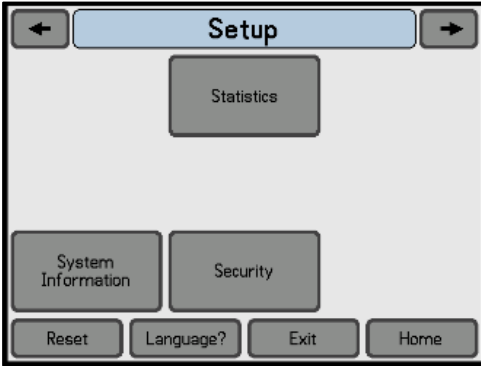 Setup
Statistics
System
Information
Security
Reset
Language?
Exit
Home